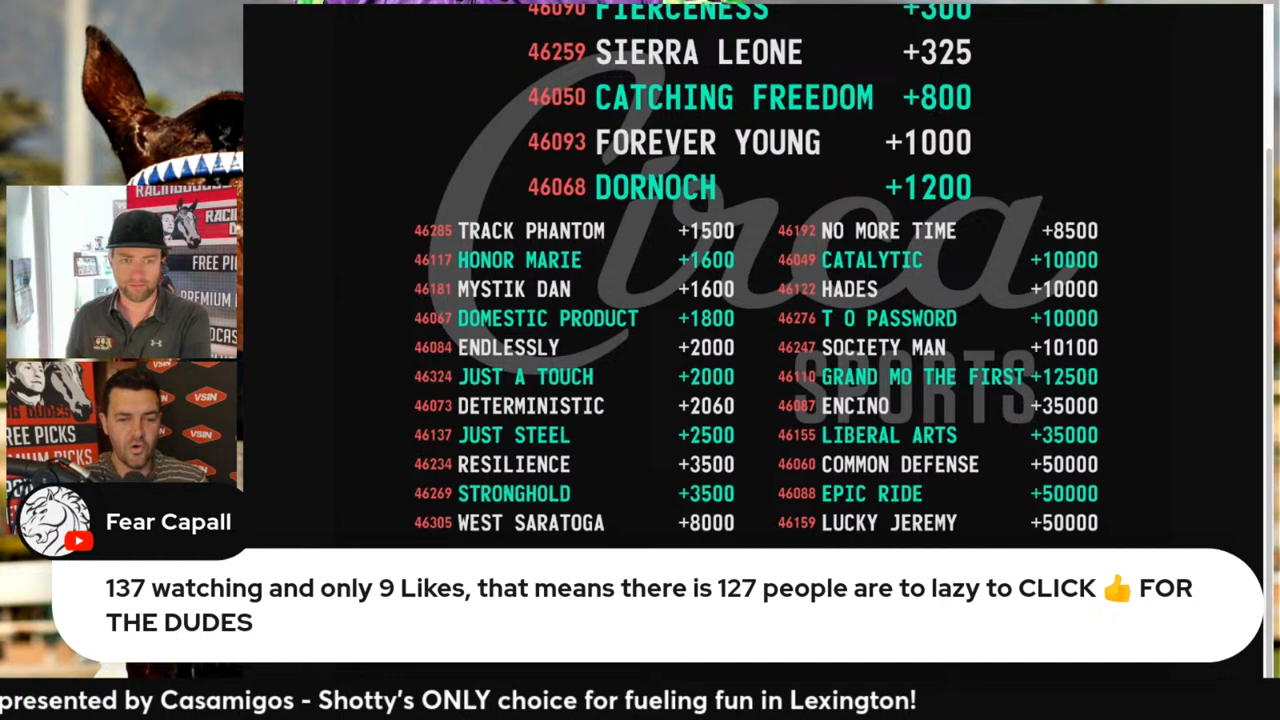 46090 FIERCENESS +300
46259 SIERRA LEONE +325
46050 CATCHING FREEDOM +800
46093 FOREVER YOUNG +1000
46068 DORNOCH +1200
46285 TRACK PHANTOM +1500
46117 HONOR MARIE +1600
46181 MYSTIK DAN +1600
46067 DOMESTIC PRODUCT +1800
46084 ENDLESSLY +2000
46324 JUST A TOUCH +2000
46073 DETERMINISTIC +2060
46137 JUST STEEL +2500
46234 RESILIENCE +3500
46269 STRONGHOLD +3500
46305 WEST SARATOGA +8000
46192 NO MORE TIME +8500
46049 CATALYTIC +10000
46122 HADES +10000
46276 T O PASSWORD +10000
46247 SOCIETY MAN +10100
46110 GRAND MO THE FIRST +12500
46087 ENCINO +35000
46155 LIBERAL ARTS +35000
46060 COMMON DEFENSE +50000
46088 EPIC RIDE +50000
46159 LUCKY JEREMY +50000
Circa
SPORTS
RACING
FREE PI
PREMIUM
VSiN
VSiN
VSiN
REE PICKS
Fear Capall
137 watching and only 9 Likes, that means there is 127 people are to lazy to CLICK 👍 FOR
THE DUDES
presented by Casamigos - Shotty's ONLY choice for fueling fun in Lexington!